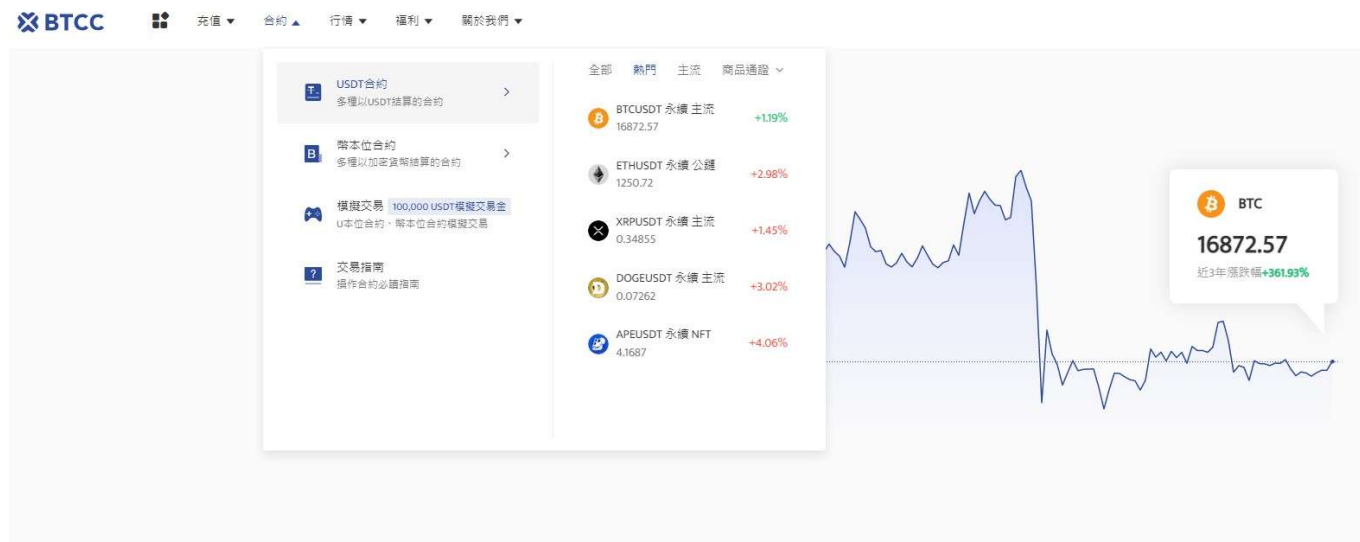 BTCC
充值 ▼ 合約 ▲ 行情 ▼ 福利 ▼ 關於我們 ▼
USDT合約
多種以USDT結算的合約
幣本位合約
多種以加密貨幣結算的合約
模擬交易 100,000 USDT模擬交易金
U本位合約、幣本位合約模擬交易
交易指南
操作合約必讀指南
全部 熱門 主流 商品通證
BTCUSDT 永續 主流
16872.57
+1.19%
ETHUSDT 永續 公鏈
1250.72
+2.98%
XRPUSDT 永續 主流
0.34855
+1.45%
DOGEUSDT 永續 主流
0.07262
+3.02%
APEUSDT 永續 NFT
4.1687
+4.06%
BTC
16872.57
近3年漲跌幅+361.93%